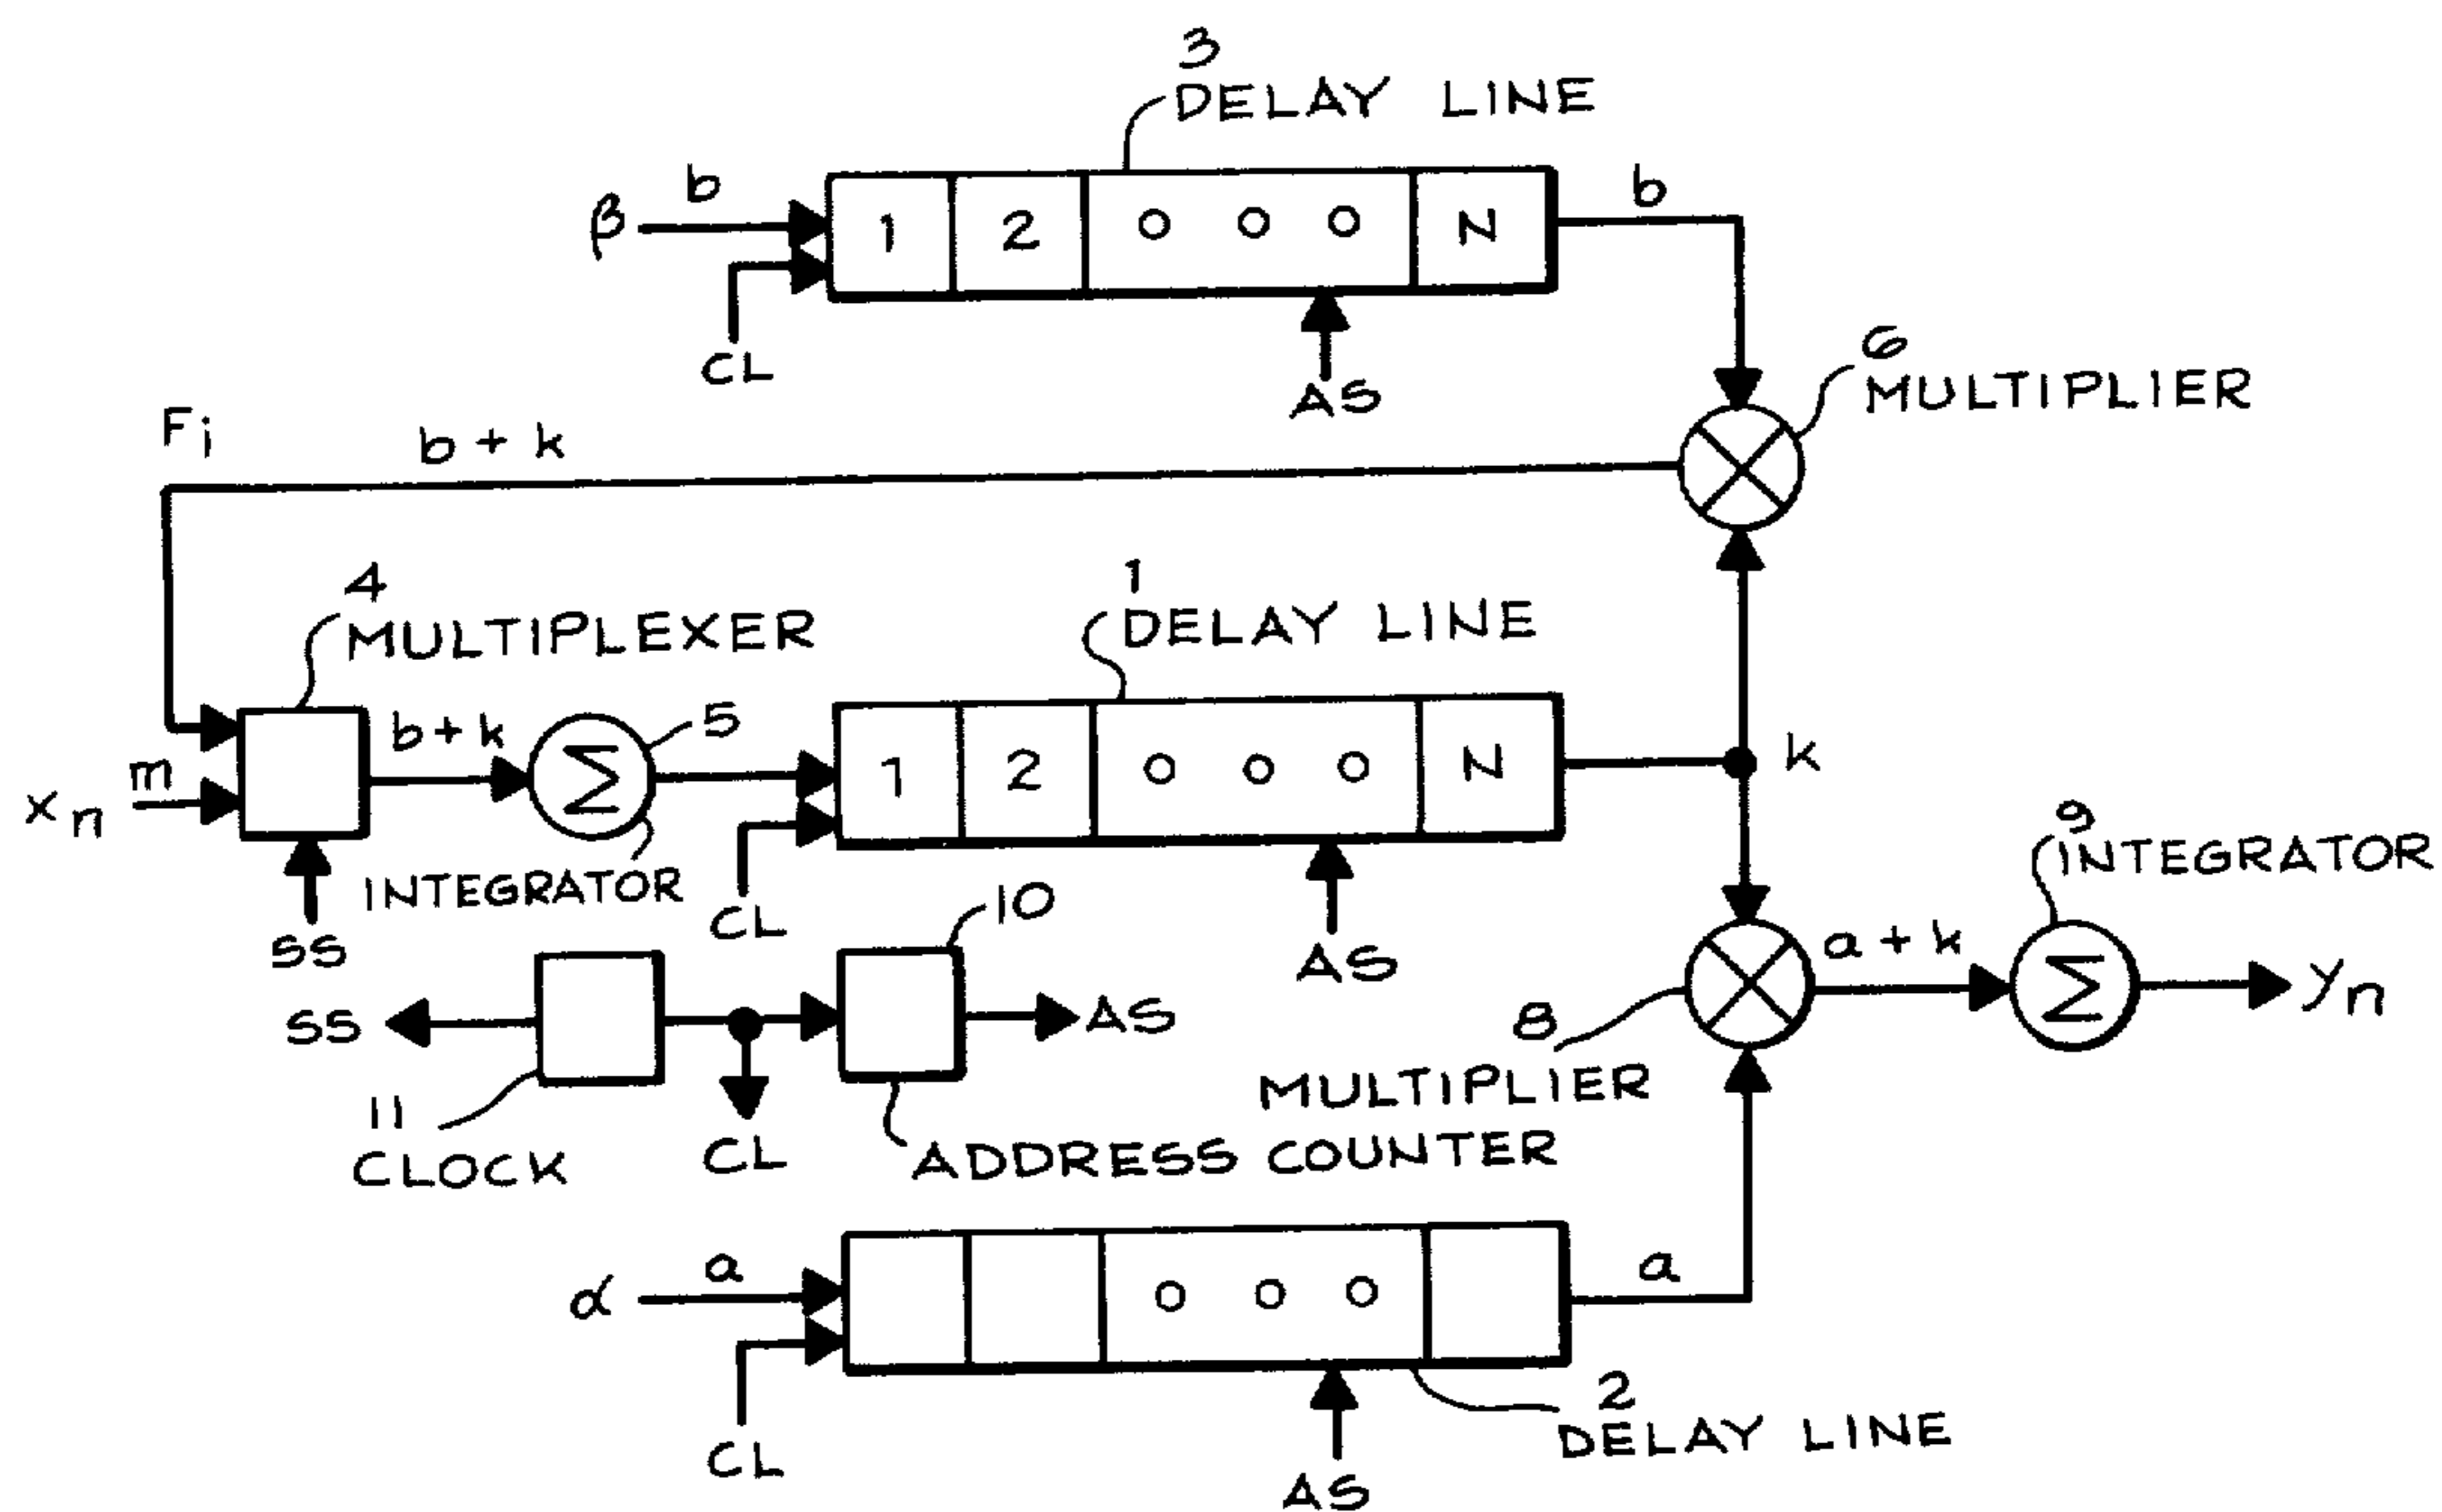 3
DELAY LINE
β
b
1
2
o o o
N
b
CL
AS
6
MULTIPLIER
Fi
b + k
4
MULTIPLEXER
1
DELAY LINE
b + k
Σ
5
1
2
o o o
N
k
xn
m
SS
INTEGRATOR
CL
AS
9
INTEGRATOR
10
a + k
Σ
yn
SS
AS
8
MULTIPLIER
11
CLOCK
CL
ADDRESS COUNTER
α
a
o o o
a
CL
AS
2
DELAY LINE